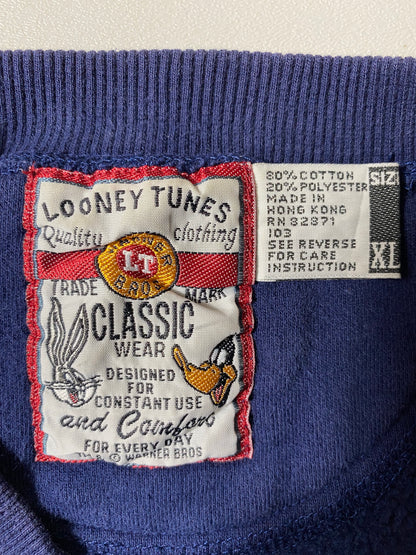 LOONEY TUNES
Quality clothing
WARNER
LT
BROS
TRADE MARK
CLASSIC
WEAR
DESIGNED
FOR
CONSTANT USE
and Comfort
FOR EVERY DAY
TM & © WARNER BROS
80% COTTON
20% POLYESTER
MADE IN
HONG KONG
RN 82871
103
SEE REVERSE
FOR CARE
INSTRUCTION
SIZE
XL